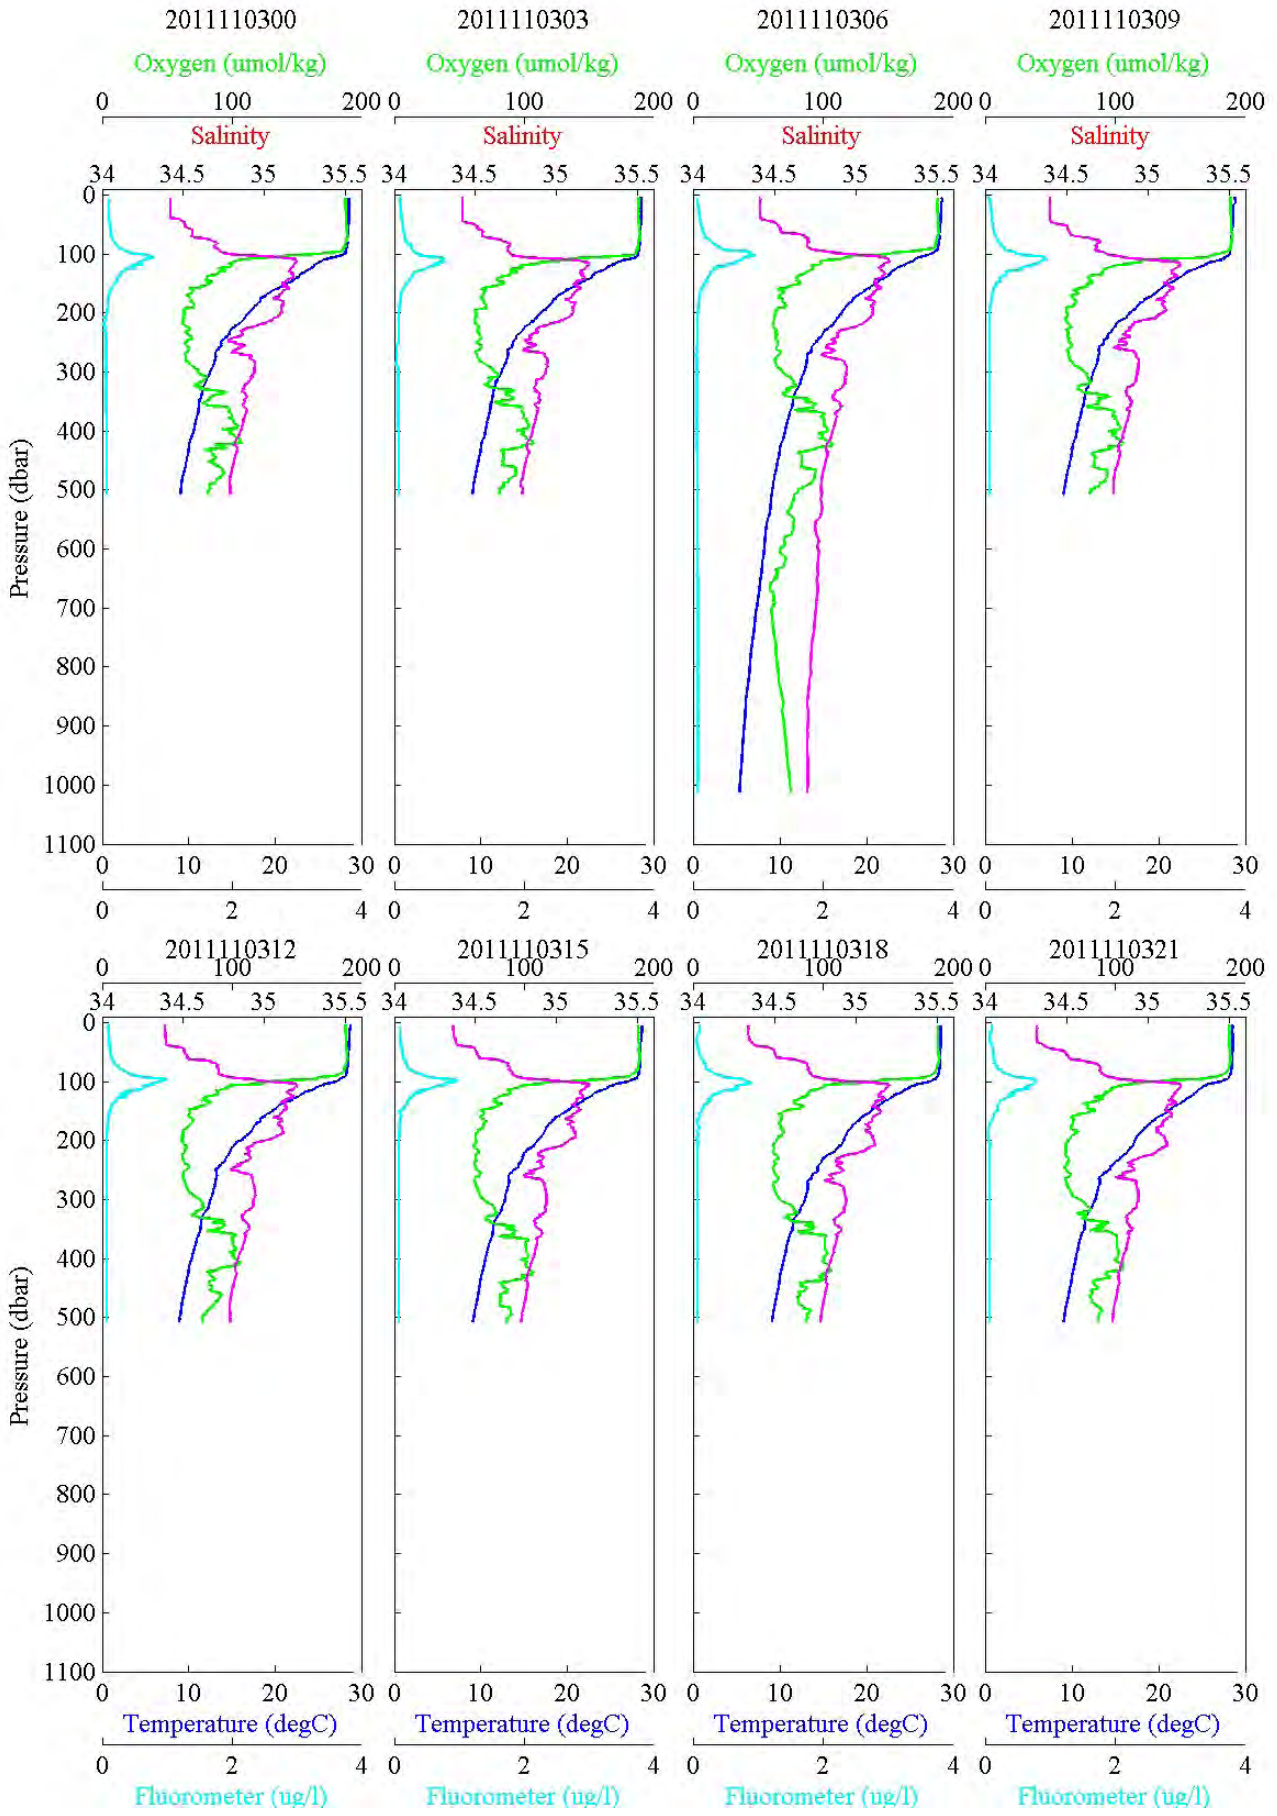 2011110300 2011110303 2011110306 2011110309
Oxygen (umol/kg) Oxygen (umol/kg) Oxygen (umol/kg) Oxygen (umol/kg)
0 100 200 0 100 200 0 100 200 0 100 200
Salinity Salinity Salinity Salinity
34 34.5 35 35.5 34 34.5 35 35.5 34 34.5 35 35.5 34 34.5 35 35.5
0
100
200
300
400
500
600
700
800
900
1000
1100
Pressure (dbar)
0 10 20 30 0 10 20 30 0 10 20 30 0 10 20 30
0 2 4 0 2 4 0 2 4 0 2 4
2011110312 2011110315 2011110318 2011110321
0 100 200 0 100 200 0 100 200 0 100 200
34 34.5 35 35.5 34 34.5 35 35.5 34 34.5 35 35.5 34 34.5 35 35.5
0
100
200
300
400
500
600
700
800
900
1000
1100
Pressure (dbar)
0 10 20 30 0 10 20 30 0 10 20 30 0 10 20 30
Temperature (degC) Temperature (degC) Temperature (degC) Temperature (degC)
0 2 4 0 2 4 0 2 4 0 2 4
Fluorometer (ug/l) Fluorometer (ug/l) Fluorometer (ug/l) Fluorometer (ug/l)